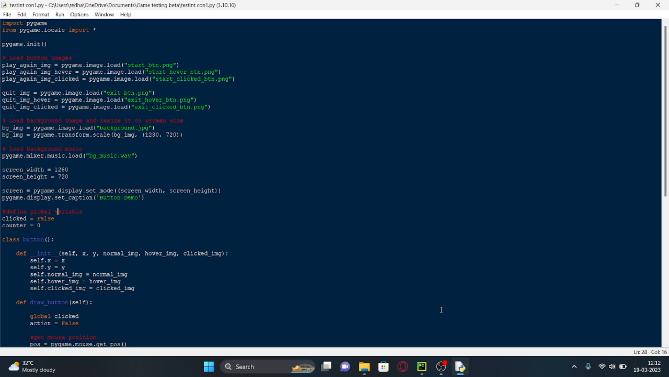 testint con1.py - C:\Users\redha\OneDrive\Documents\Game testing beta\testint con1.py (3.10.10)
File Edit Format Run Options Window Help
import pygame
from pygame.locals import *
pygame.init()
# Load button images
play_again_img = pygame.image.load("start_btn.png")
play_again_img_hover = pygame.image.load("start_hover_btn.png")
play_again_img_clicked = pygame.image.load("start_clicked_btn.png")
quit_img = pygame.image.load("exit_btn.png")
quit_img_hover = pygame.image.load("exit_hover_btn.png")
quit_img_clicked = pygame.image.load("exit_clicked_btn.png")
# Load background image and resize it to screen size
bg_img = pygame.image.load("background.jpg")
bg_img = pygame.transform.scale(bg_img, (1230, 720))
# Load background music
pygame.mixer.music.load("bg_music.wav")
screen_width = 1280
screen_height = 720
screen = pygame.display.set_mode((screen_width, screen_height))
pygame.display.set_caption('Button Demo')
#define global variable
clicked = False
counter = 0
class button():
def __init__(self, x, y, normal_img, hover_img, clicked_img):
self.x = x
self.y = y
self.normal_img = normal_img
self.hover_img = hover_img
self.clicked_img = clicked_img
def draw_button(self):
global clicked
action = False
#get mouse position
pos = pygame.mouse.get_pos()
Ln: 28 Col: 16
32°C
Mostly cloudy
Search
12:12
19-03-2023